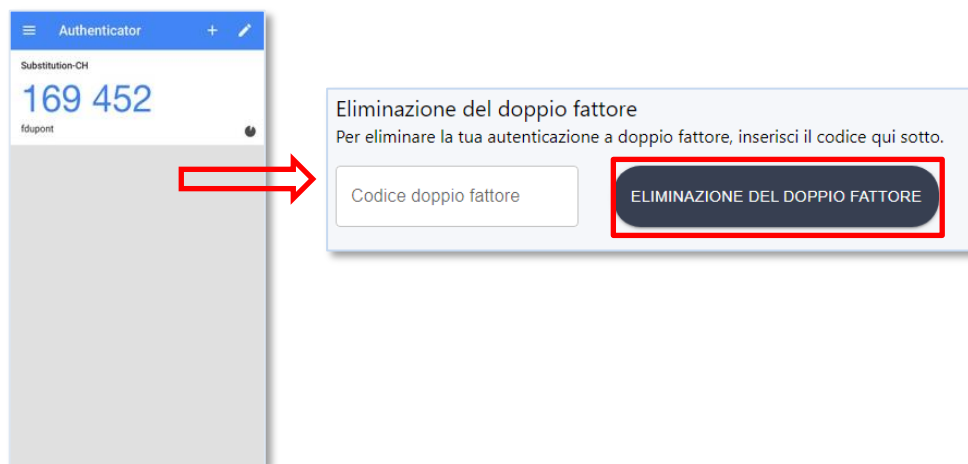 Authenticator
Substitution-CH
169 452
fdupont
Eliminazione del doppio fattore
Per eliminare la tua autenticazione a doppio fattore, inserisci il codice qui sotto.
Codice doppio fattore
ELIMINAZIONE DEL DOPPIO FATTORE